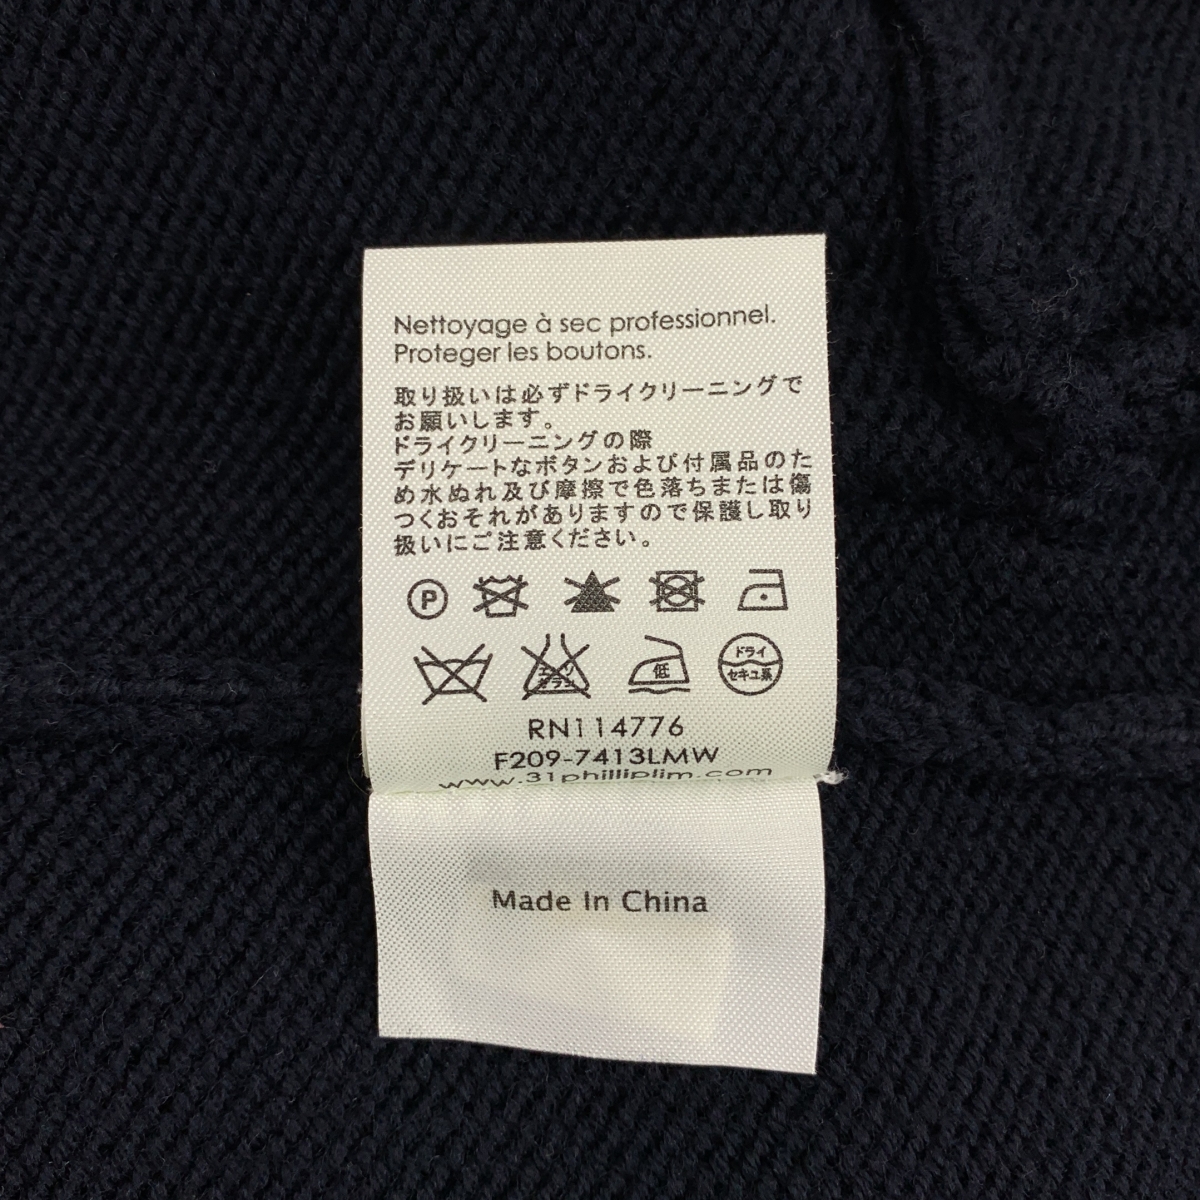 Nettoyage à sec professionnel.
Proteger les boutons.
取り扱いは必ずドライクリーニングで
お願いします。
ドライクリーニングの際
デリケートなボタンおよび付属品のた
め水ぬれ及び摩擦で色落ちまたは傷
つくおそれがありますので保護し取り
扱いにご注意ください。
P
エンソ
サラシ
低
ドライ
セキユ系
RN114776
F209-7413LMW
www.31philliplim.com
Made In China